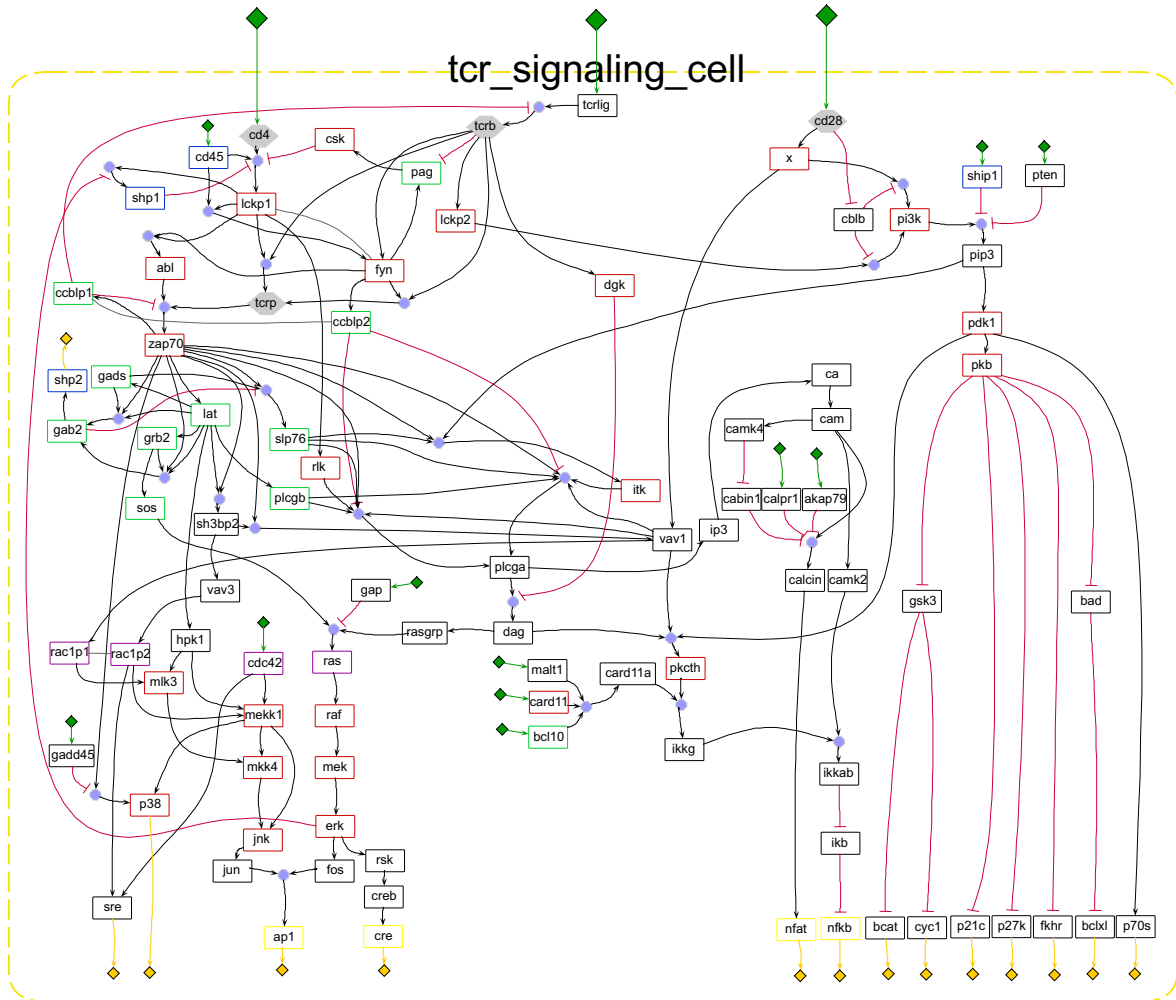 tcr_signaling_cell
tcrlig
cd4
tcrb
cd28
csk
cd45
pag
x
ship1
pten
shp1
lckp1
lckp2
cblb
pi3k
pip3
abl
fyn
dgk
ccblp1
tcrp
ccblp2
pdk1
zap70
pkb
shp2
gads
ca
lat
cam
gab2
grb2
slp76
camk4
rlk
itk
plcgb
cabin1
calpr1
akap79
sos
sh3bp2
ip3
vav1
plcga
calcin
camk2
vav3
gap
gsk3
bad
hpk1
rasgrp
dag
rac1p1
rac1p2
cdc42
ras
malt1
card11a
pkcth
mlk3
card11
mekk1
raf
bcl10
gadd45
ikkg
mkk4
mek
ikkab
p38
erk
jnk
ikb
jun
fos
rsk
creb
sre
ap1
cre
nfat
nfkb
bcat
cyc1
p21c
p27k
fkhr
bclxl
p70s